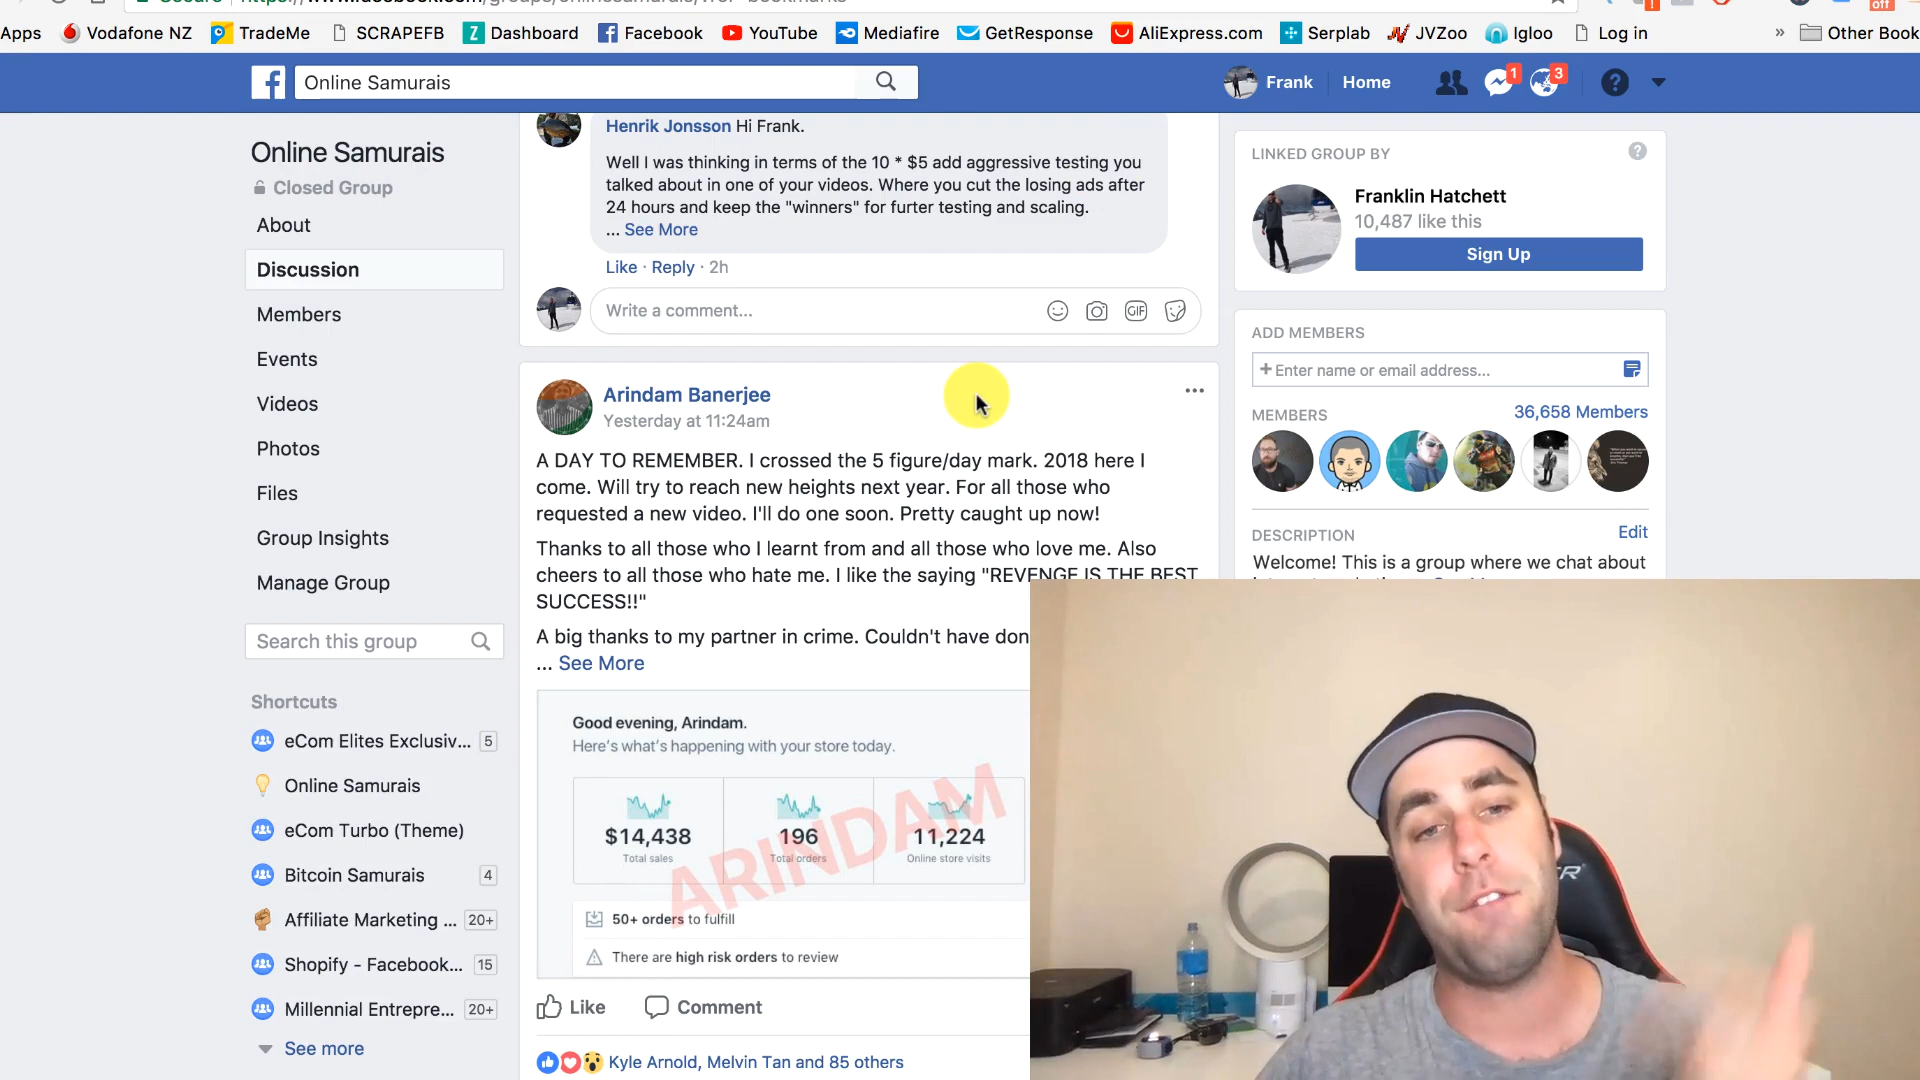 Apps Vodafone NZ TradeMe SCRAPEFB Dashboard Facebook YouTube Mediafire GetResponse AliExpress.com Serplab JVZoo Igloo Log in » Other Book
off
Online Samurais
Frank Home 1 3
Online Samurais
Closed Group
About
Discussion
Members
Events
Videos
Photos
Files
Group Insights
Manage Group
Search this group
Shortcuts
eCom Elites Exclusiv... 5
Online Samurais
eCom Turbo (Theme)
Bitcoin Samurais 4
Affiliate Marketing ... 20+
Shopify - Facebook... 15
Millennial Entrepre... 20+
See more
Henrik Jonsson Hi Frank.
Well I was thinking in terms of the 10 * $5 add aggressive testing you
talked about in one of your videos. Where you cut the losing ads after
24 hours and keep the "winners" for furter testing and scaling.
... See More
Like · Reply · 2h
Write a comment...
GIF
Arindam Banerjee
Yesterday at 11:24am
A DAY TO REMEMBER. I crossed the 5 figure/day mark. 2018 here I
come. Will try to reach new heights next year. For all those who
requested a new video. I'll do one soon. Pretty caught up now!
Thanks to all those who I learnt from and all those who love me. Also
cheers to all those who hate me. I like the saying "REVENGE IS THE BEST
SUCCESS!!"
A big thanks to my partner in crime. Couldn't have don
... See More
Good evening, Arindam.
Here's what's happening with your store today.
$14,438 196 11,224
Total sales Total orders Online store visits
ARINDAM
50+ orders to fulfill
There are high risk orders to review
Like Comment
Kyle Arnold, Melvin Tan and 85 others
LINKED GROUP BY
Franklin Hatchett
10,487 like this
Sign Up
ADD MEMBERS
+ Enter name or email address...
MEMBERS 36,658 Members
DESCRIPTION Edit
Welcome! This is a group where we chat about